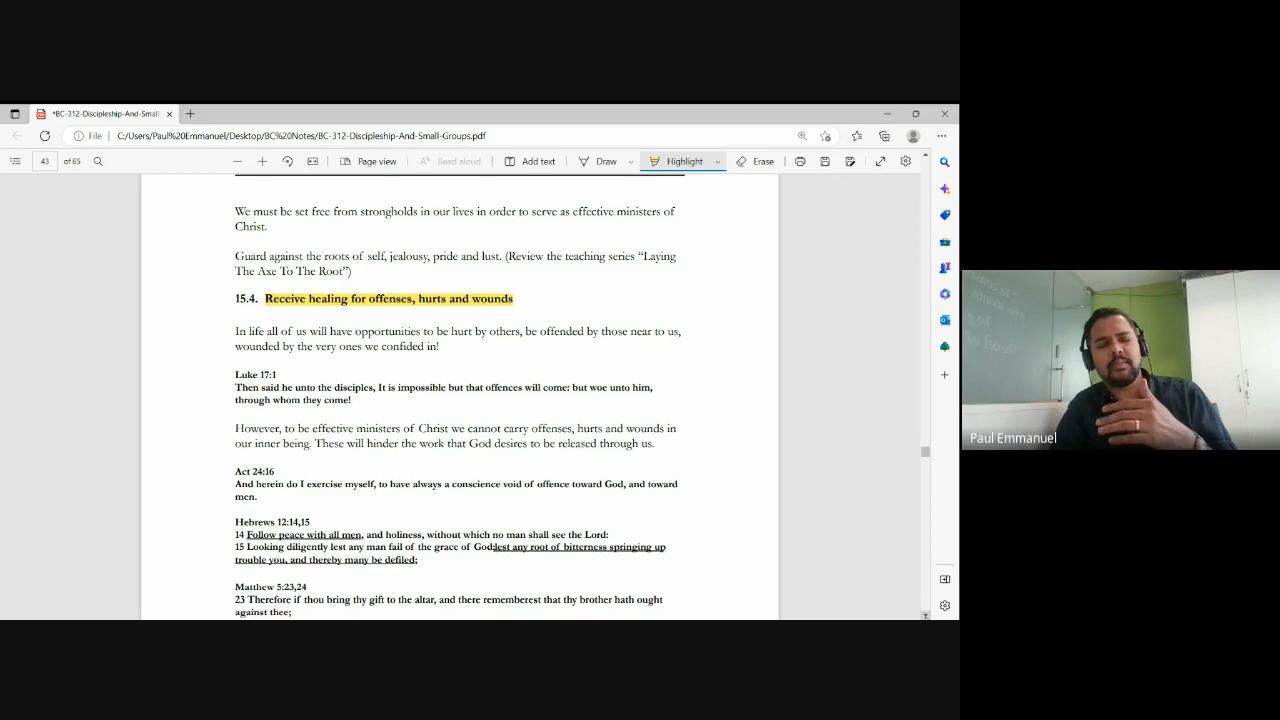 *BC-312-Discipleship-And-Small
File
C:/Users/Paul%20Emmanuel/Desktop/BC%20Notes/BC-312-Discipleship-And-Small-Groups.pdf
43 of 65
Page view
Read aloud
Add text
Draw
Highlight
Erase
We must be set free from strongholds in our lives in order to serve as effective ministers of
Christ.
Guard against the roots of self, jealousy, pride and lust. (Review the teaching series “Laying
The Axe To The Root”)
15.4. Receive healing for offenses, hurts and wounds
In life all of us will have opportunities to be hurt by others, be offended by those near to us,
wounded by the very ones we confided in!
Luke 17:1
Then said he unto the disciples, It is impossible but that offences will come: but woe unto him,
through whom they come!
However, to be effective ministers of Christ we cannot carry offenses, hurts and wounds in
our inner being. These will hinder the work that God desires to be released through us.
Act 24:16
And herein do I exercise myself, to have always a conscience void of offence toward God, and toward
men.
Hebrews 12:14,15
14 Follow peace with all men, and holiness, without which no man shall see the Lord:
15 Looking diligently lest any man fail of the grace of God;lest any root of bitterness springing up
trouble you, and thereby many be defiled;
Matthew 5:23,24
23 Therefore if thou bring thy gift to the altar, and there rememberest that thy brother hath ought
against thee;
Paul Emmanuel